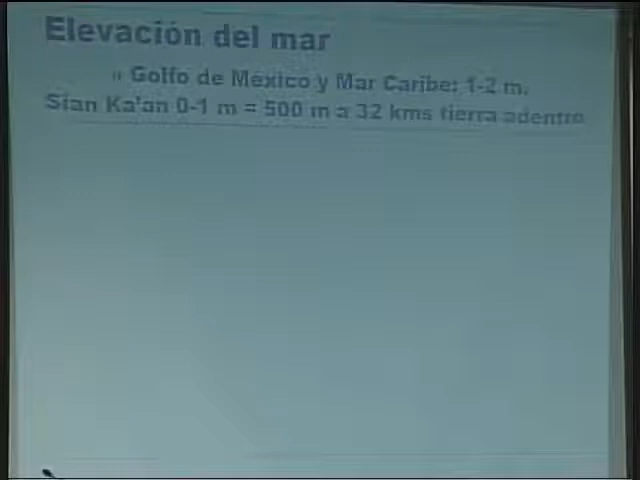 Elevación del mar
» Golfo de México y Mar Caribe: 1-2 m.
Sian Ka'an 0-1 m = 500 m a 32 kms tierra adentro